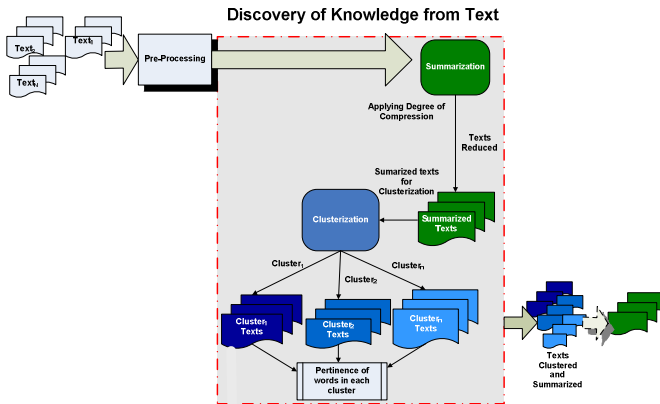 Discovery of Knowledge from Text
Text2
Text1
TextN
Pre-Processing
Summarization
Applying Degree of
Compression
Texts
Reduced
Sumarized texts
for
Clusterization
Clusterization
Summarized
Texts
Cluster1
Cluster2
Clustern
Cluster1
Texts
Cluster2
Texts
Clustern
Texts
Pertinence of
words in each
cluster
Texts
Clustered
and
Summarized